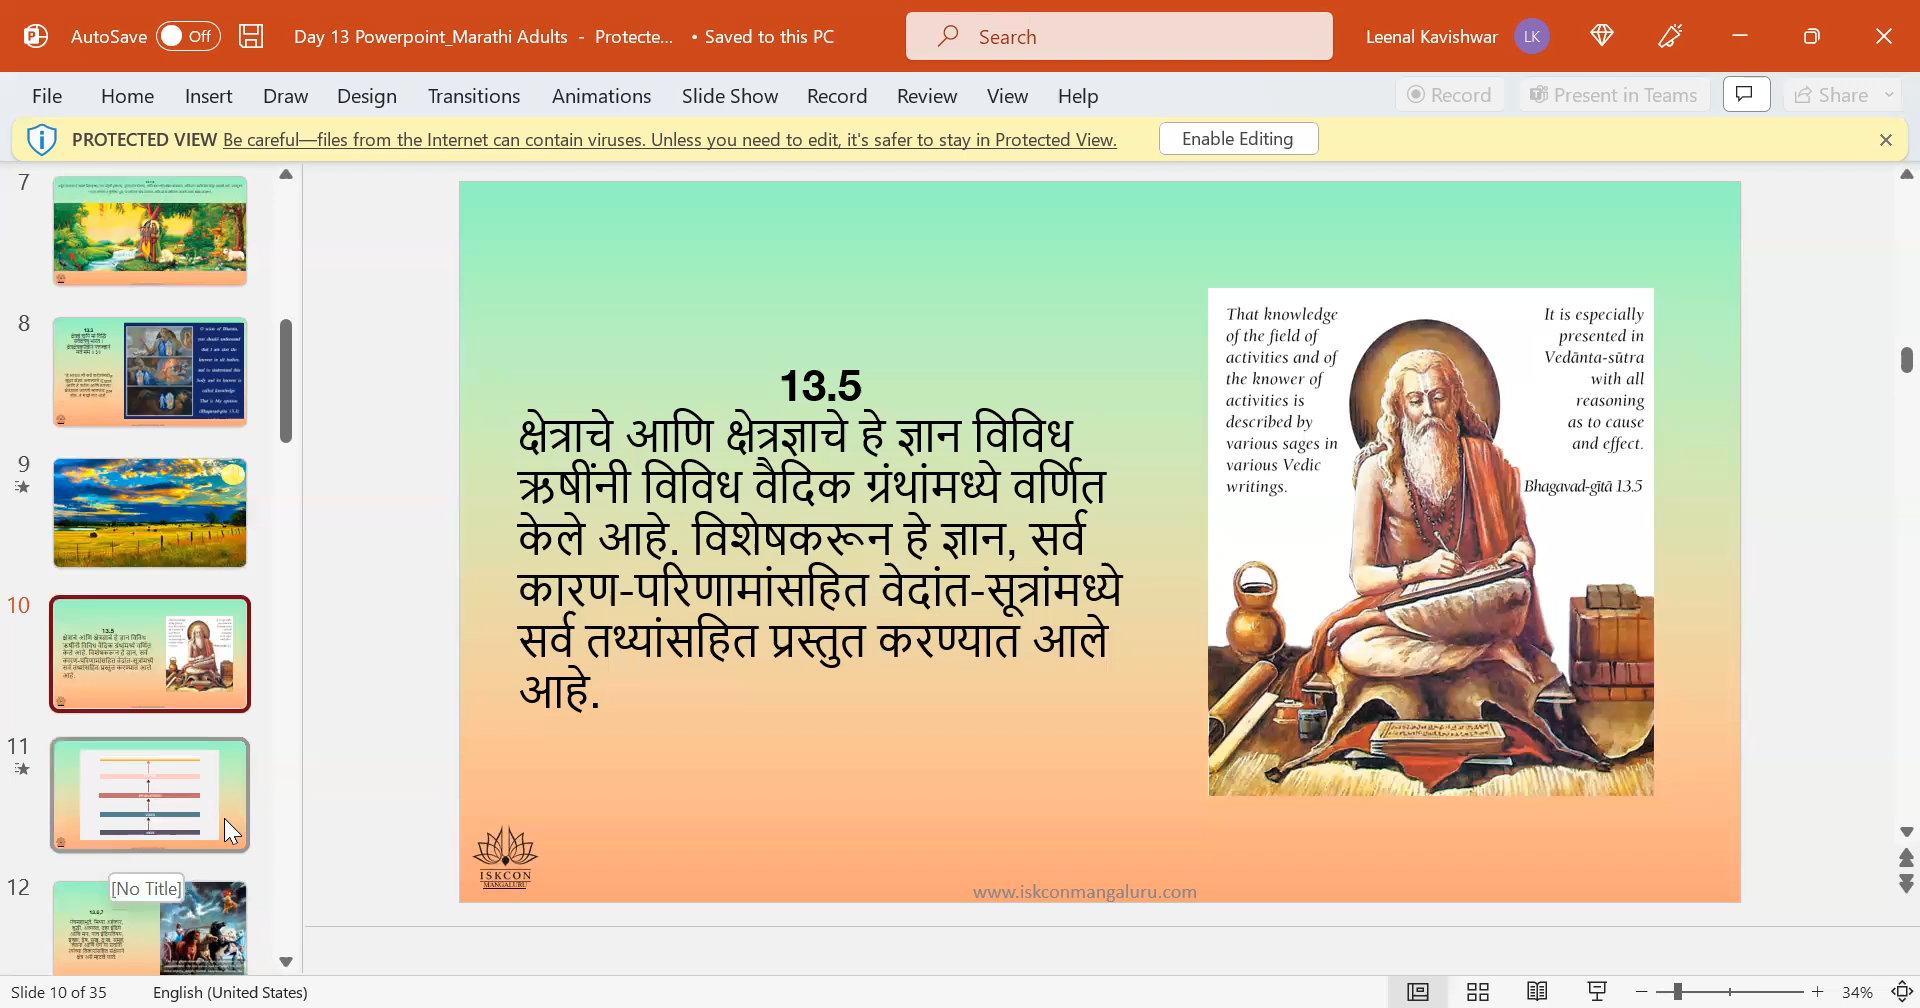 AutoSave Off Day 13 Powerpoint_Marathi Adults - Protecte... • Saved to this PC Search Leenal Kavishwar LK
File Home Insert Draw Design Transitions Animations Slide Show Record Review View Help Record Present in Teams Share
PROTECTED VIEW Be careful—files from the Internet can contain viruses. Unless you need to edit, it's safer to stay in Protected View. Enable Editing
7
8
9
10
11
12
[No Title]
13.5
क्षेत्राचे आणि क्षेत्रज्ञाचे हे ज्ञान विविध
ऋषींनी विविध वैदिक ग्रंथांमध्ये वर्णित
केले आहे. विशेषकरून हे ज्ञान, सर्व
कारण-परिणामांसहित वेदांत-सूत्रांमध्ये
सर्व तथ्यांसहित प्रस्तुत करण्यात आले
आहे.
That knowledge
of the field of
activities and of
the knower of
activities is
described by
various sages in
various Vedic
writings.
It is especially
presented in
Vedānta-sūtra
with all
reasoning
as to cause
and effect.
Bhagavad-gītā 13.5
ISKCON
MANGALURU
www.iskconmangaluru.com
Slide 10 of 35 English (United States) 34%